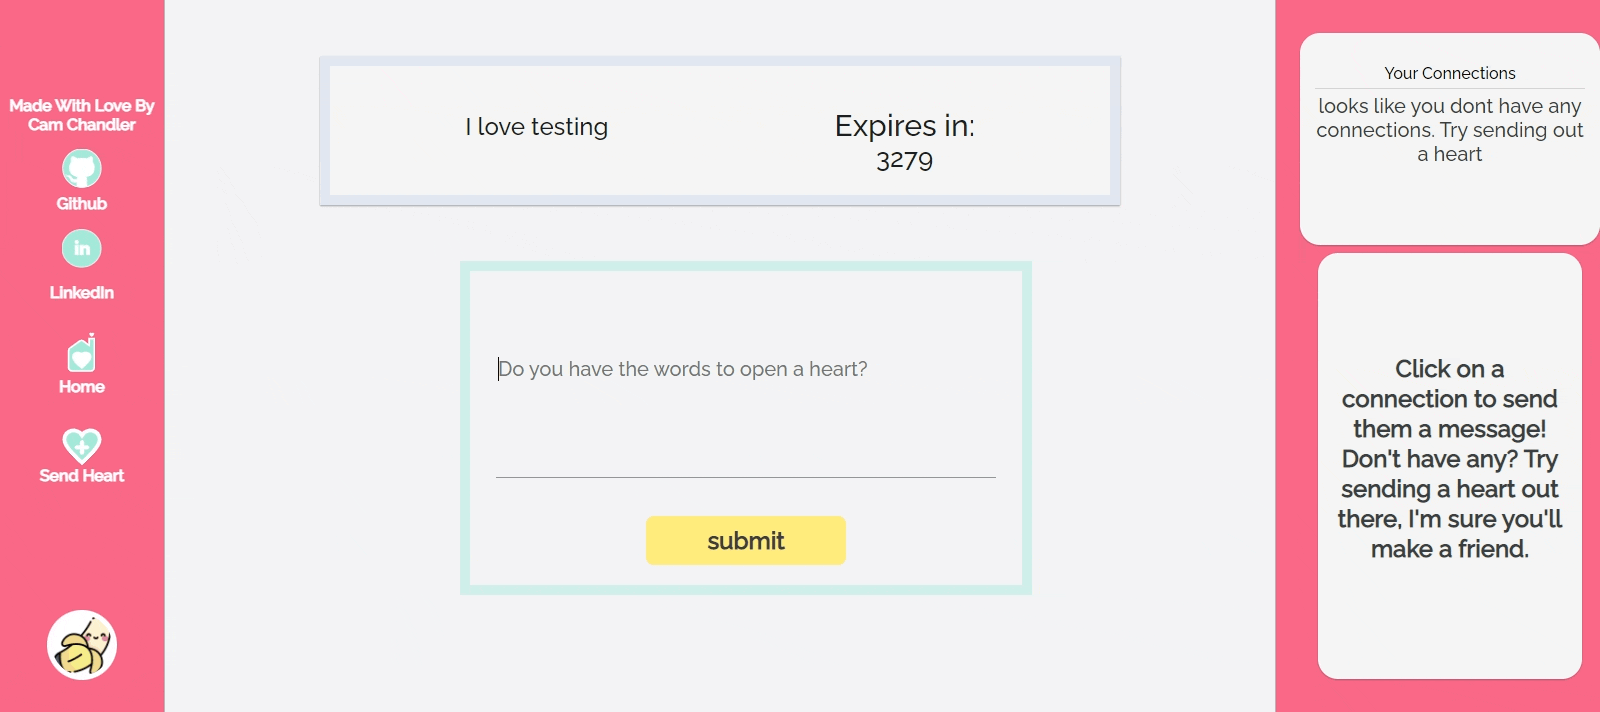 Made With Love By
Cam Chandler
Github
in
LinkedIn
Home
Send Heart
I love testing
Expires in:
3279
Do you have the words to open a heart?
submit
Your Connections
looks like you dont have any
connections. Try sending out
a heart
Click on a
connection to send
them a message!
Don't have any? Try
sending a heart out
there, I'm sure you'll
make a friend.